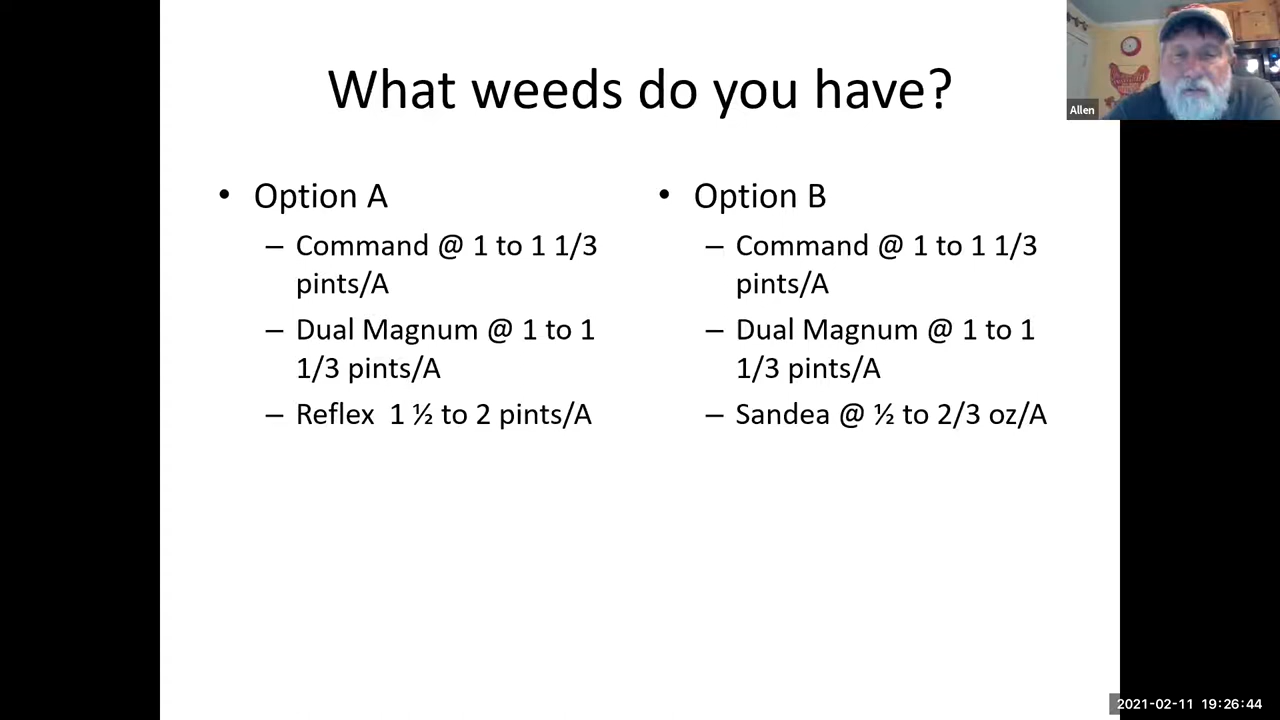 What weeds do you have?
• Option A
– Command @ 1 to 1 1/3
pints/A
– Dual Magnum @ 1 to 1
1/3 pints/A
– Reflex 1 ½ to 2 pints/A
• Option B
– Command @ 1 to 1 1/3
pints/A
– Dual Magnum @ 1 to 1
1/3 pints/A
– Sandea @ ½ to 2/3 oz/A
Allen
2021-02-11 19:26:44